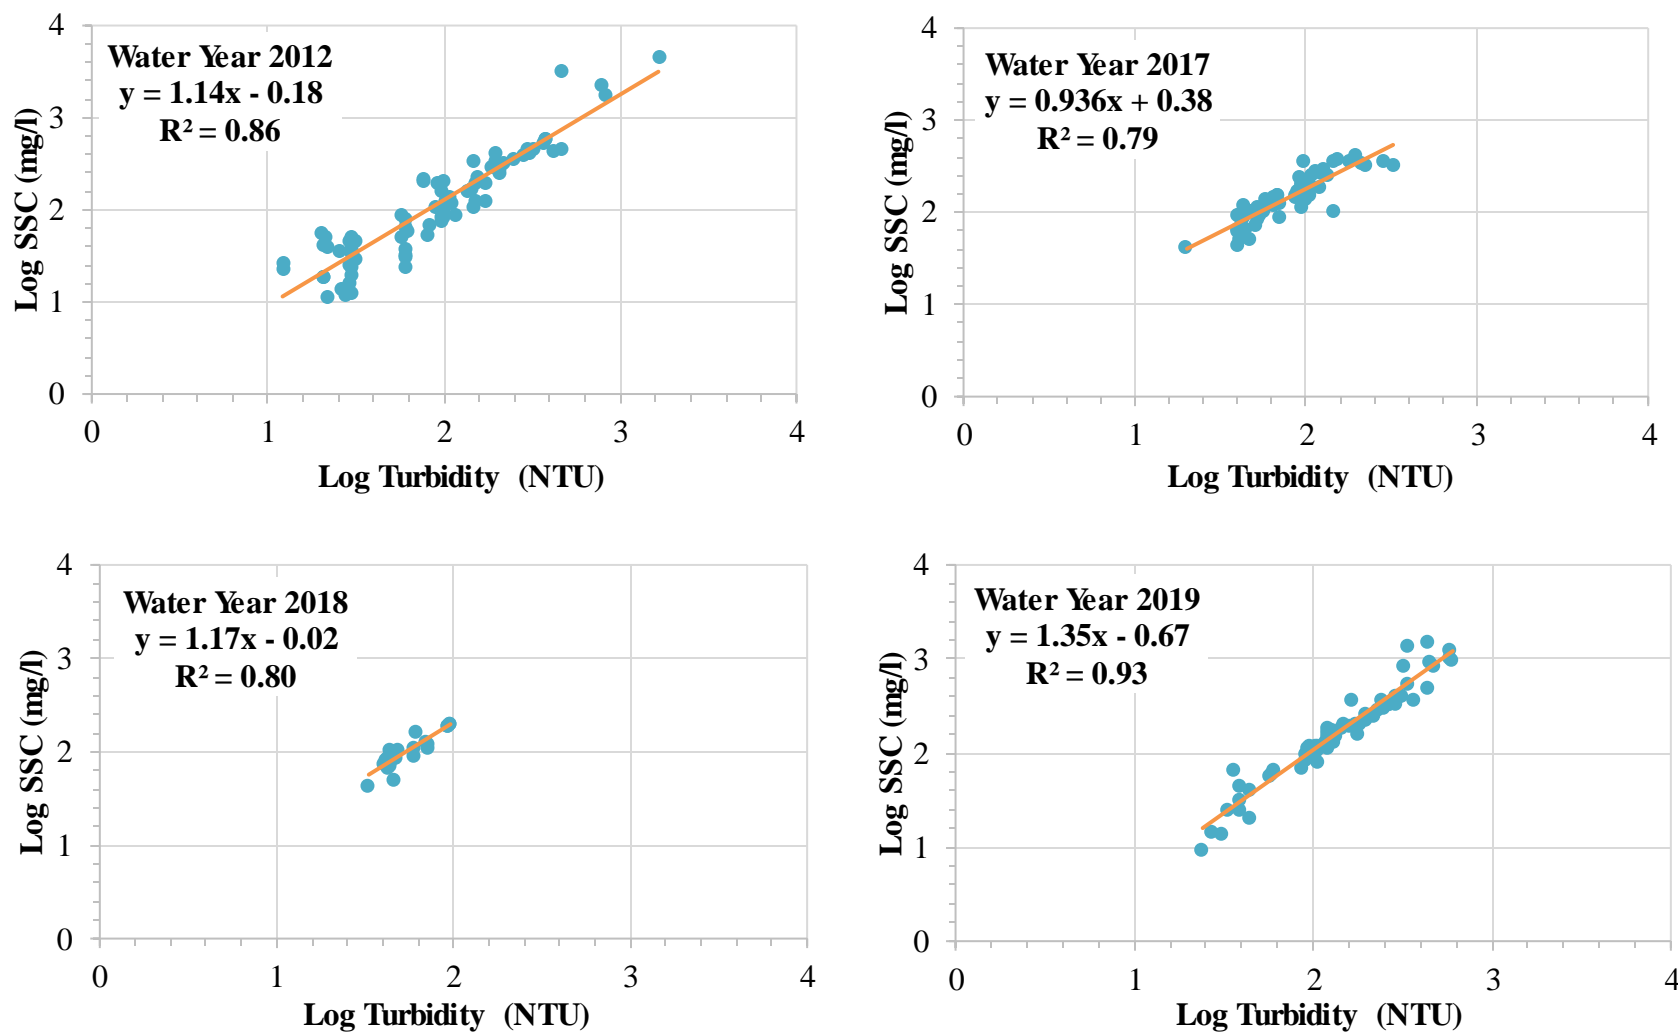 Water Year 2012
y = 1.14x - 0.18
R² = 0.86
Log SSC (mg/l)
4
3
2
1
0
0 1 2 3 4
Log Turbidity (NTU)
Water Year 2017
y = 0.936x + 0.38
R² = 0.79
Log SSC (mg/l)
4
3
2
1
0
0 1 2 3 4
Log Turbidity (NTU)
Water Year 2018
y = 1.17x - 0.02
R² = 0.80
Log SSC (mg/l)
4
3
2
1
0
0 1 2 3 4
Log Turbidity (NTU)
Water Year 2019
y = 1.35x - 0.67
R² = 0.93
Log SSC (mg/l)
4
3
2
1
0
0 1 2 3 4
Log Turbidity (NTU)